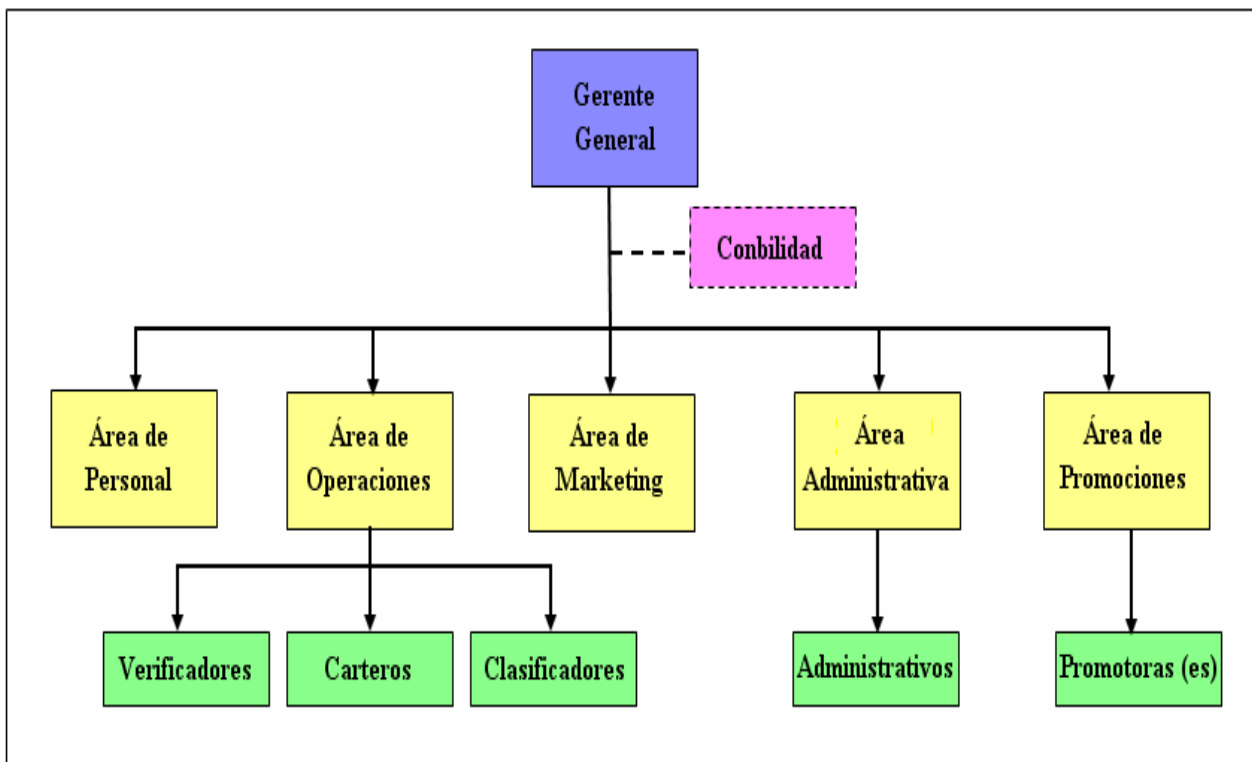 Gerente
General
Conbilidad
Área de
Personal
Área de
Operaciones
Área de
Marketing
Área
Administrativa
Área de
Promociones
Verificadores
Carteros
Clasificadores
Administrativos
Promotoras (es)